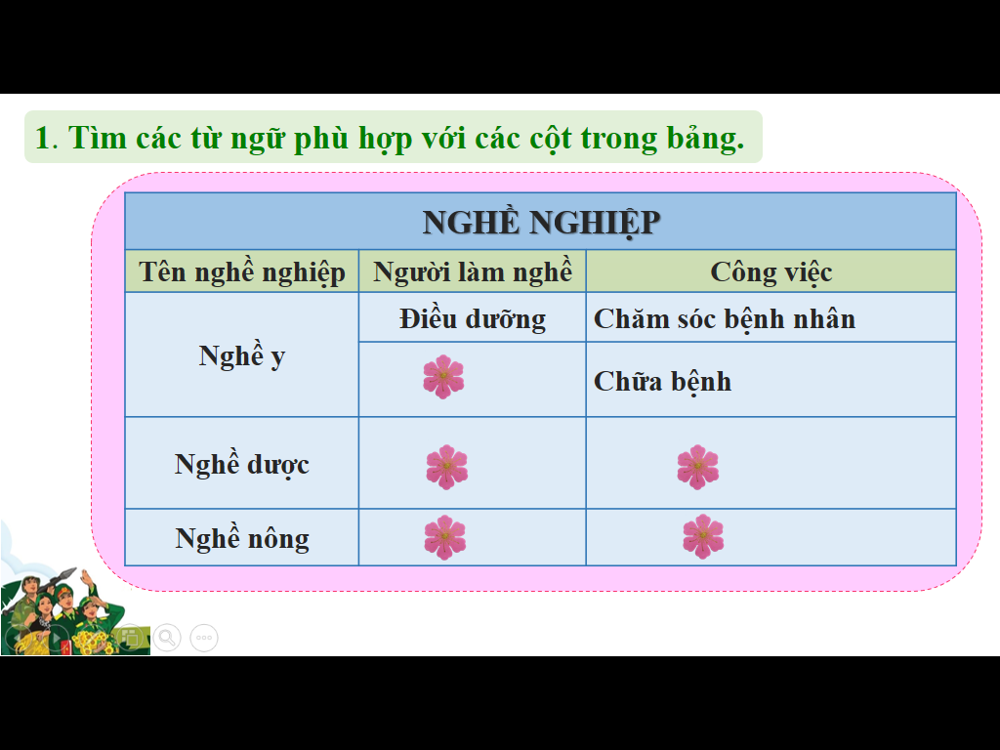 1. Tìm các từ ngữ phù hợp với các cột trong bảng.
NGHỀ NGHIỆP
Tên nghề nghiệp Người làm nghề Công việc
Nghề y
Điều dưỡng Chăm sóc bệnh nhân
Chữa bệnh
Nghề dược
Nghề nông